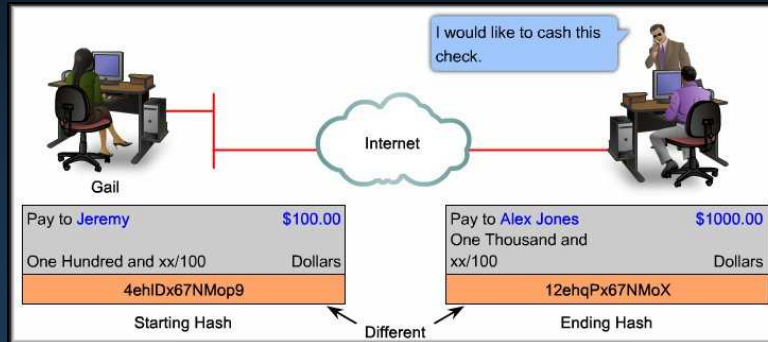 I would like to cash this
check.
Internet
Gail
Pay to Jeremy $100.00
One Hundred and xx/100 Dollars
4ehIDx67NMop9
Starting Hash
Pay to Alex Jones $1000.00
One Thousand and
xx/100 Dollars
12ehqPx67NMoX
Ending Hash
Different